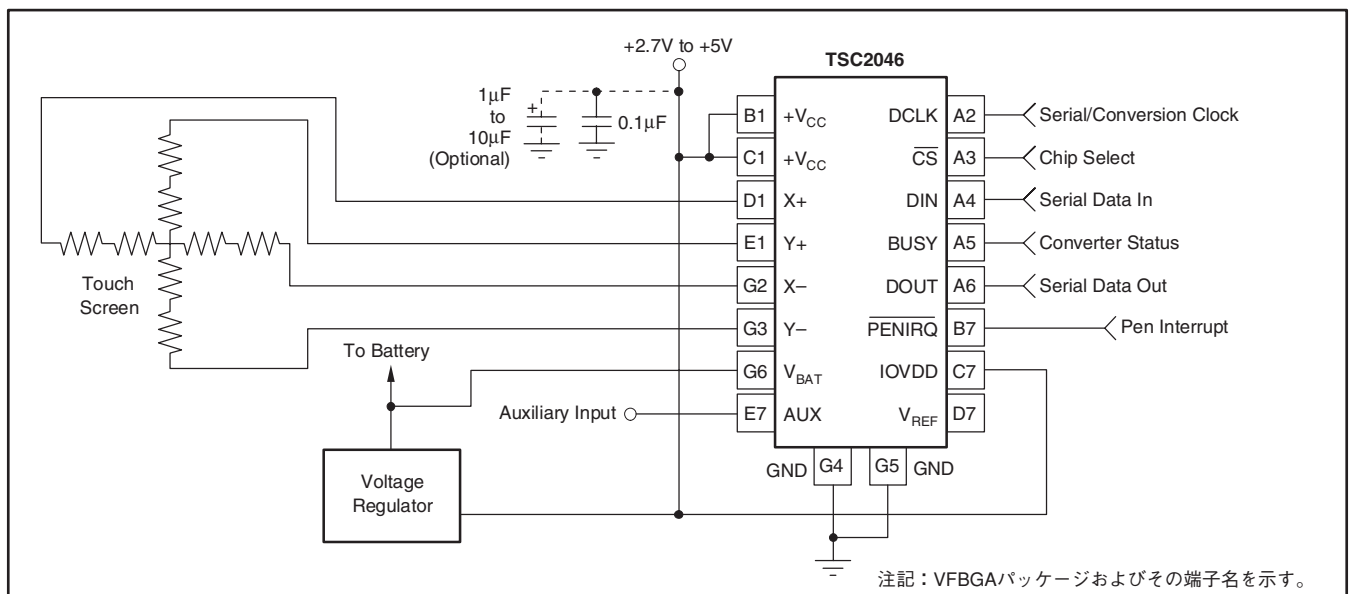 +2.7V to +5V
TSC2046
1μF
to
10μF
(Optional)
+
0.1μF
B1 +VCC DCLK A2 Serial/Conversion Clock
C1 +VCC CS A3 Chip Select
D1 X+ DIN A4 Serial Data In
E1 Y+ BUSY A5 Converter Status
G2 X– DOUT A6 Serial Data Out
G3 Y– PENIRQ B7 Pen Interrupt
G6 VBAT IOVDD C7
Auxiliary Input E7 AUX VREF D7
Touch
Screen
To Battery
Voltage
Regulator
GND G4 G5 GND
注記：VFBGAパッケージおよびその端子名を示す。